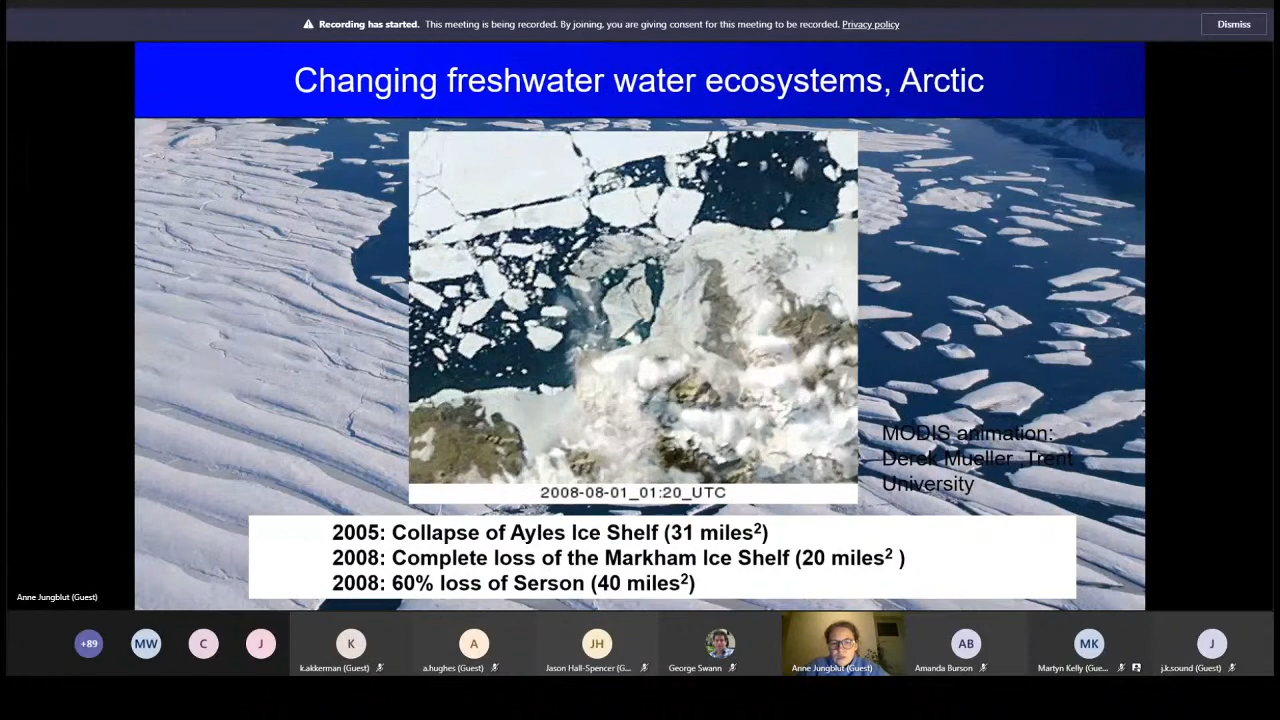 Recording has started. This meeting is being recorded. By joining, you are giving consent for this meeting to be recorded. Privacy policy
Dismiss
Changing freshwater water ecosystems, Arctic
MODIS animation:
Derek Mueller ,Trent
University
2008-08-01_01:20_UTC
2005: Collapse of Ayles Ice Shelf (31 miles²)
2008: Complete loss of the Markham Ice Shelf (20 miles² )
2008: 60% loss of Serson (40 miles²)
Anne Jungblut (Guest)
+89
MW
C
J
K
A
JH
AB
MK
J
k.akkerman (Guest)
a.hughes (Guest)
Jason Hall-Spencer (G...
George Swann
Anne Jungblut (Guest)
Amanda Burson
Martyn Kelly (Gue...
j.k.sound (Guest)